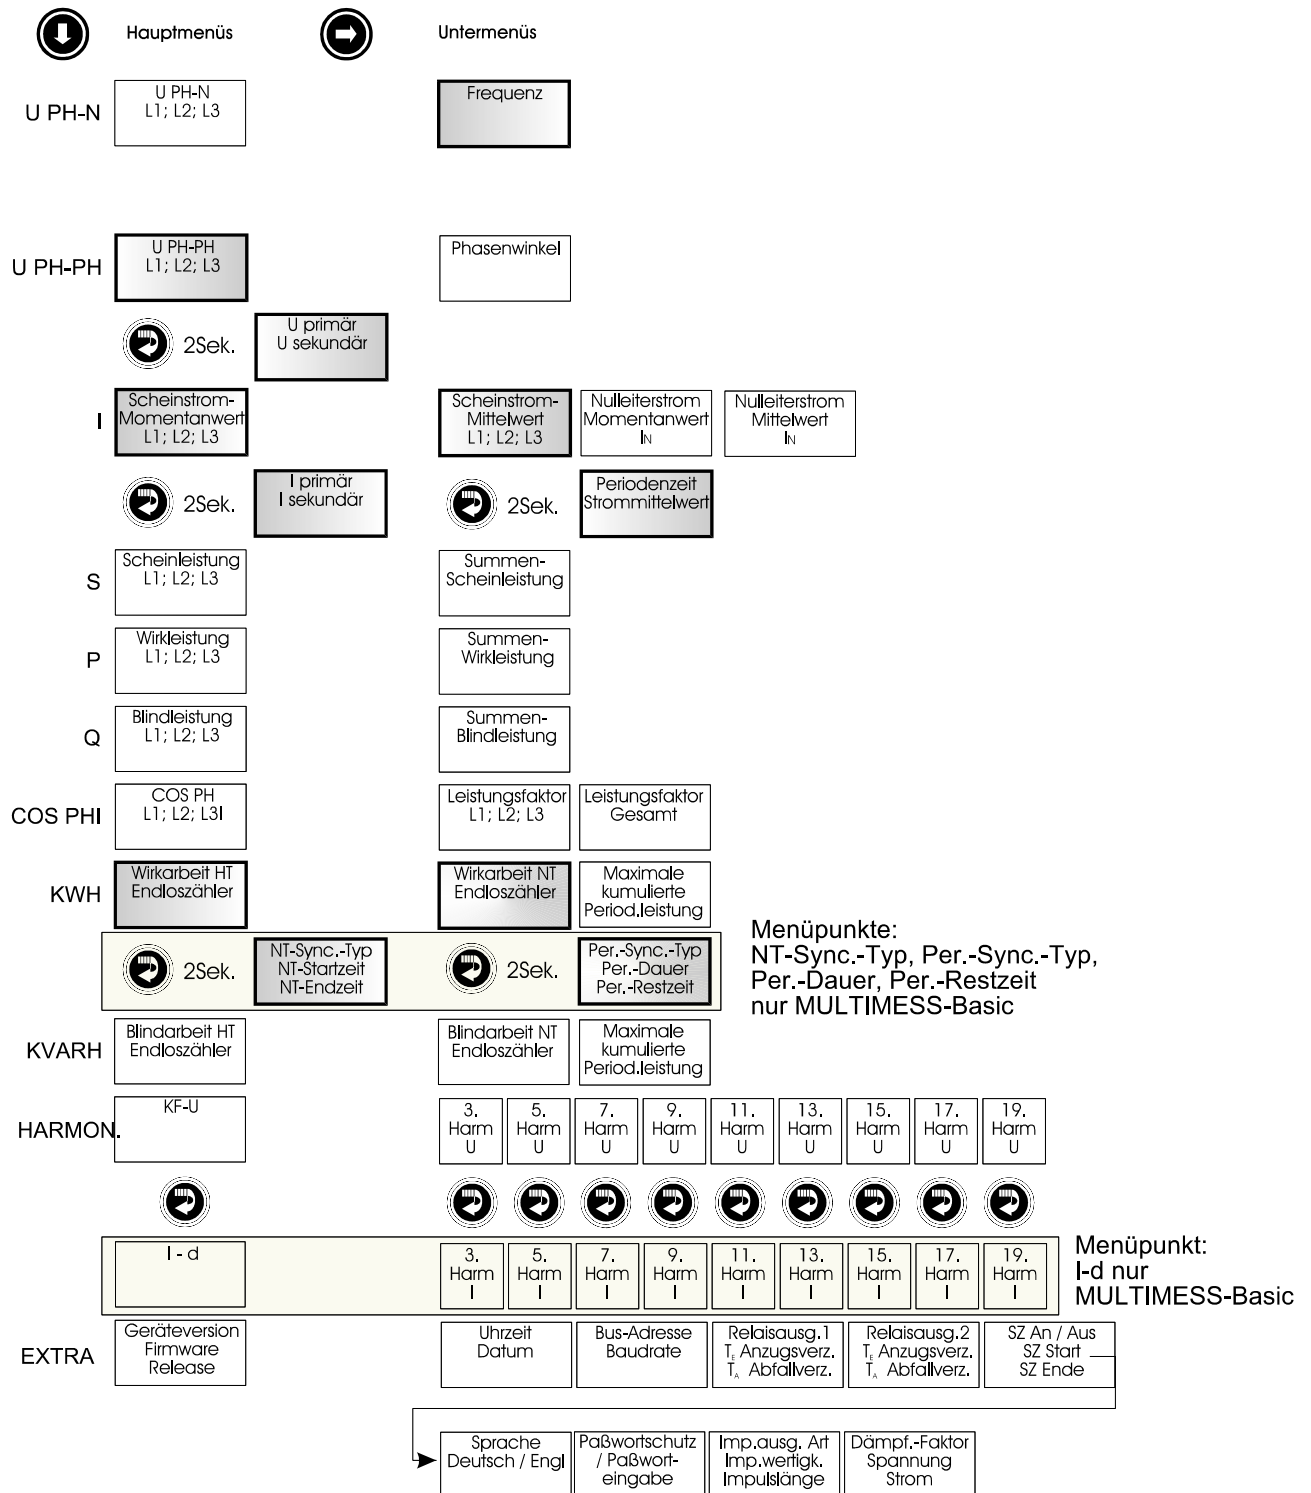 Hauptmenüs
Untermenüs
U PH-N
U PH-N
L1; L2; L3
Frequenz
U PH-PH
U PH-PH
L1; L2; L3
Phasenwinkel
2Sek.
U primär
U sekundär
I
Scheinstrom-
Momentanwert
L1; L2; L3
Scheinstrom-
Mittelwert
L1; L2; L3
Nulleiterstrom
Momentanwert
IN
Nulleiterstrom
Mittelwert
IN
2Sek.
I primär
I sekundär
2Sek.
Periodenzeit
Strommittelwert
S
Scheinleistung
L1; L2; L3
Summen-
Scheinleistung
P
Wirkleistung
L1; L2; L3
Summen-
Wirkleistung
Q
Blindleistung
L1; L2; L3
Summen-
Blindleistung
COS PHI
COS PH
L1; L2; L3I
Leistungsfaktor
L1; L2; L3
Leistungsfaktor
Gesamt
KWH
Wirkarbeit HT
Endloszähler
Wirkarbeit NT
Endloszähler
Maximale
kumulierte
Period.leistung
2Sek.
NT-Sync.-Typ
NT-Startzeit
NT-Endzeit
2Sek.
Per.-Sync.-Typ
Per.-Dauer
Per.-Restzeit
Menüpunkte:
NT-Sync.-Typ, Per.-Sync.-Typ,
Per.-Dauer, Per.-Restzeit
nur MULTIMESS-Basic
KVARH
Blindarbeit HT
Endloszähler
Blindarbeit NT
Endloszähler
Maximale
kumulierte
Period.leistung
HARMON.
KF-U
3.
Harm
U
5.
Harm
U
7.
Harm
U
9.
Harm
U
11.
Harm
U
13.
Harm
U
15.
Harm
U
17.
Harm
U
19.
Harm
U
I - d
3.
Harm
I
5.
Harm
I
7.
Harm
I
9.
Harm
I
11.
Harm
I
13.
Harm
I
15.
Harm
I
17.
Harm
I
19.
Harm
I
Menüpunkt:
I-d nur
MULTIMESS-Basic
EXTRA
Geräteversion
Firmware
Release
Uhrzeit
Datum
Bus-Adresse
Baudrate
Relaisausg.1
TE Anzugsverz.
TA Abfallverz.
Relaisausg.2
TE Anzugsverz.
TA Abfallverz.
SZ An / Aus
SZ Start
SZ Ende
Sprache
Deutsch / Engl
Paßwortschutz
/ Paßwort-
eingabe
Imp.ausg. Art
Imp.wertigk.
Impulslänge
Dämpf.-Faktor
Spannung
Strom